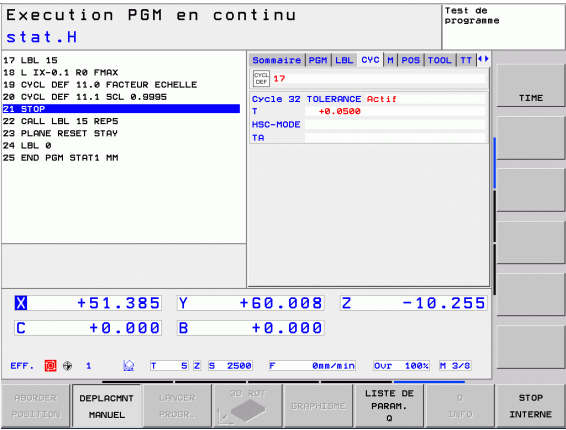 Execution PGM en continu
Test de
programme
stat.H
17 LBL 15
18 L IX-0.1 R0 FMAX
19 CYCL DEF 11.0 FACTEUR ECHELLE
20 CYCL DEF 11.1 SCL 0.9995
21 STOP
22 CALL LBL 15 REP5
23 PLANE RESET STAY
24 LBL 0
25 END PGM STAT1 MM
Sommaire PGM LBL CYC M POS TOOL TT
CYCL DEF 17
Cycle 32 TOLERANCE Actif
T +0.0500
HSC-MODE
TA
TIME
X +51.385 Y +60.008 Z -10.255
C +0.000 B +0.000
EFF. 1 T 5 Z S 2500 F 0mm/min Ovr 100% M 3/8
ABORDER POSITION
DEPLACMNT MANUEL
LANCER PROGR.
3D ROT
GRAPHISME
LISTE DE PARAM. Q
Q INFO
STOP INTERNE